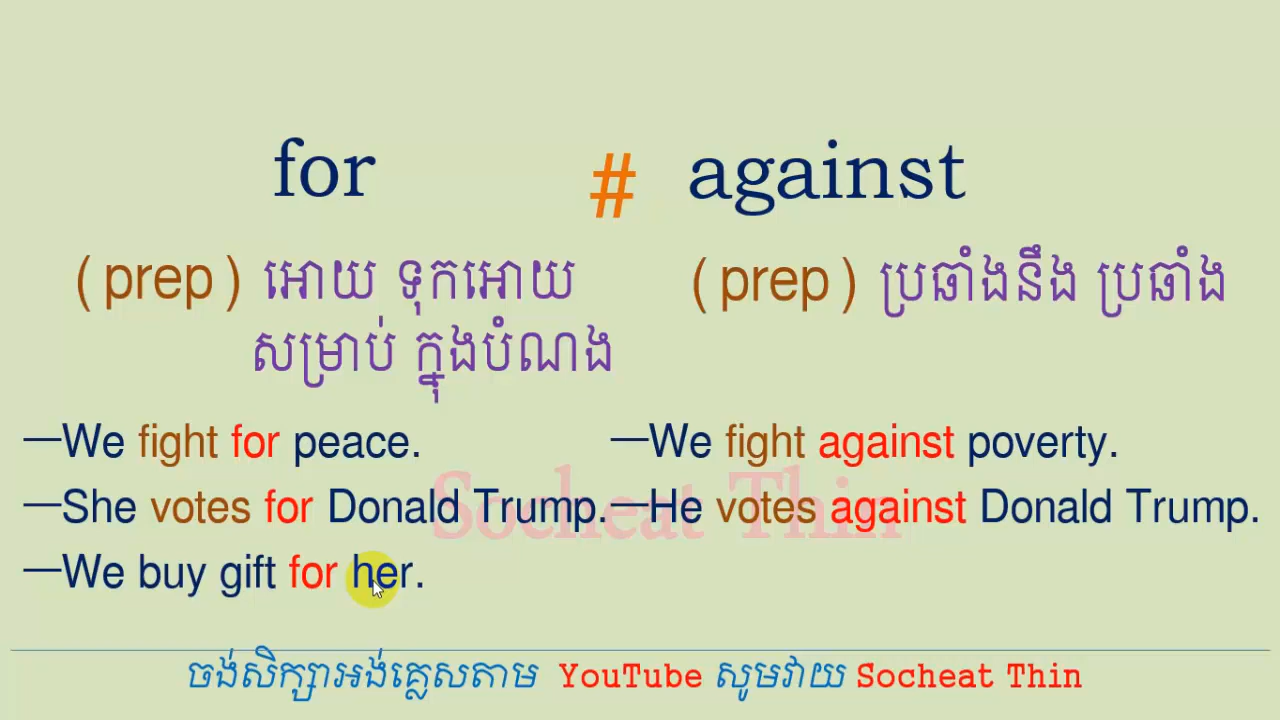 for # against
(prep) អោយ ទុកអោយ
សម្រាប់ ក្នុងបំណង
(prep) ប្រឆាំងនឹង ប្រឆាំង
—We fight for peace.
—She votes for Donald Trump.
—We buy gift for her.
—We fight against poverty.
—He votes against Donald Trump.
Socheat Thin
ចង់សិក្សាអង់គ្លេសតាម YouTube សូមវាយ Socheat Thin